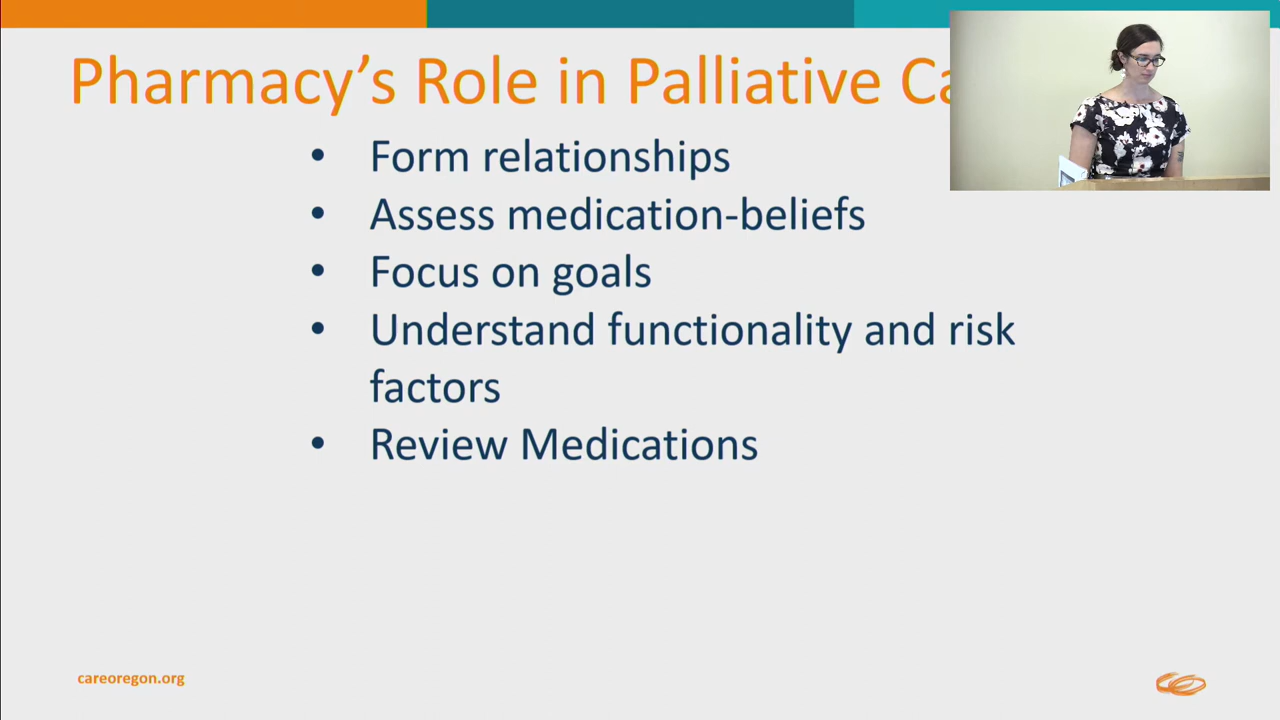 Pharmacy's Role in Palliative
• Form relationships
• Assess medication-beliefs
• Focus on goals
• Understand functionality and risk
factors
• Review Medications
careoregon.org